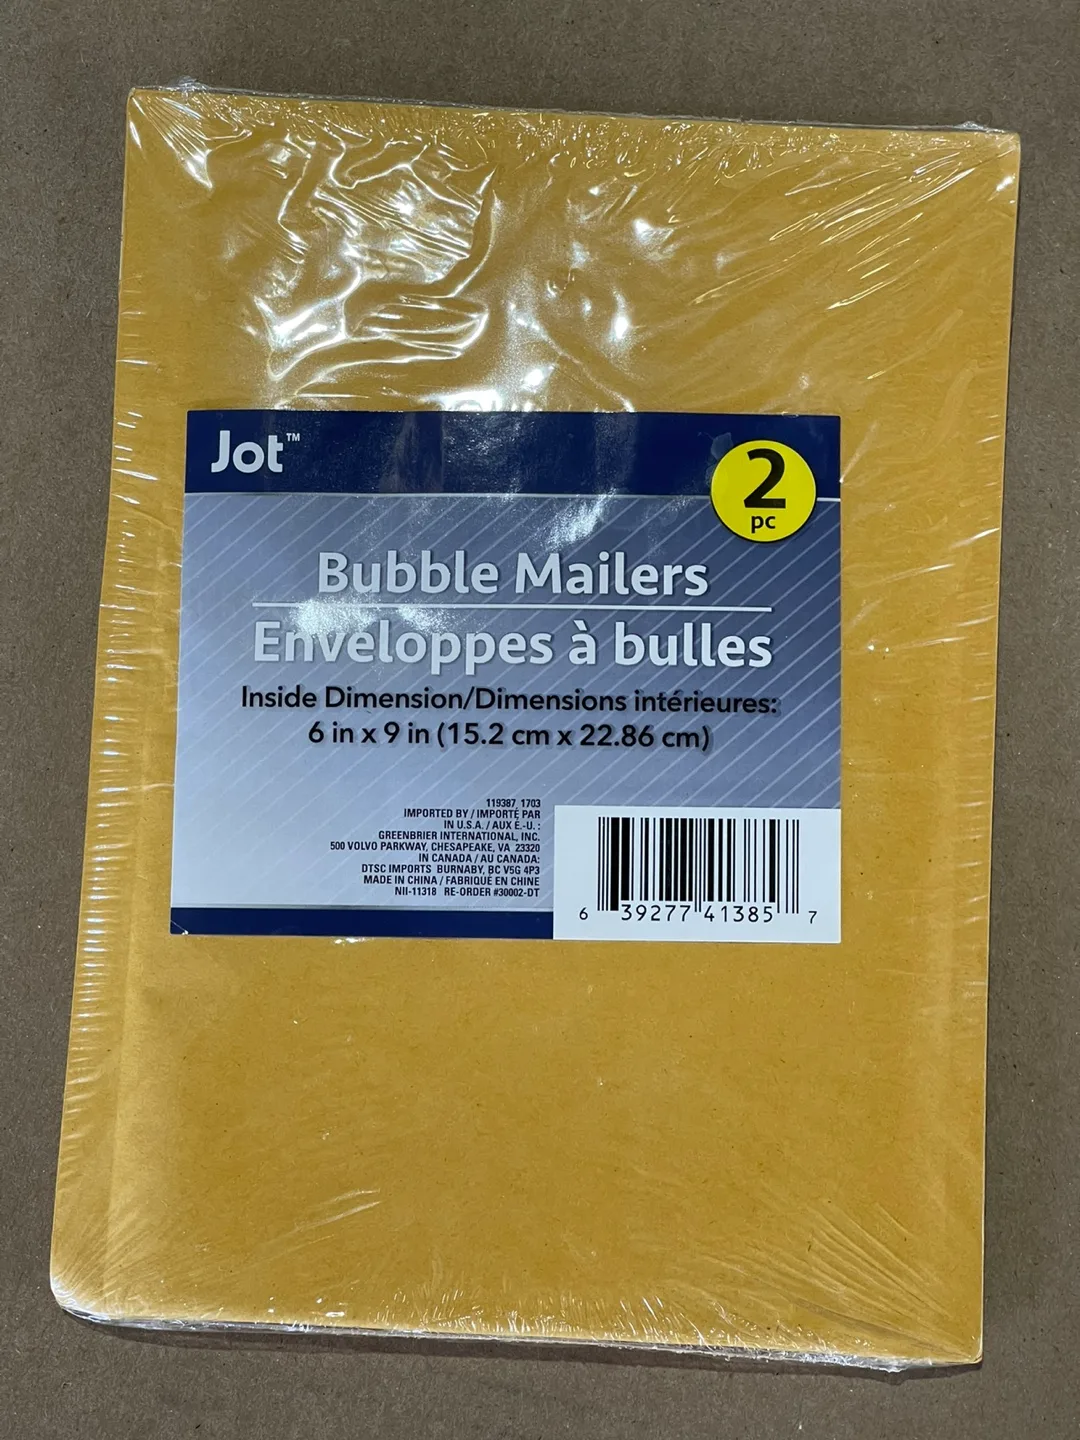 Jot™
2
pc
Bubble Mailers
Enveloppes à bulles
Inside Dimension/Dimensions intérieures:
6 in x 9 in (15.2 cm x 22.86 cm)
119387 1703
IMPORTED BY / IMPORTÉ PAR
IN U.S.A. / AUX É.-U. :
GREENBRIER INTERNATIONAL, INC.
500 VOLVO PARKWAY, CHESAPEAKE, VA 23320
IN CANADA / AU CANADA:
DTSC IMPORTS BURNABY, BC V5G 4P3
MADE IN CHINA / FABRIQUÉ EN CHINE
NII-11318 RE-ORDER #30002-DT
6 39277 41385 7